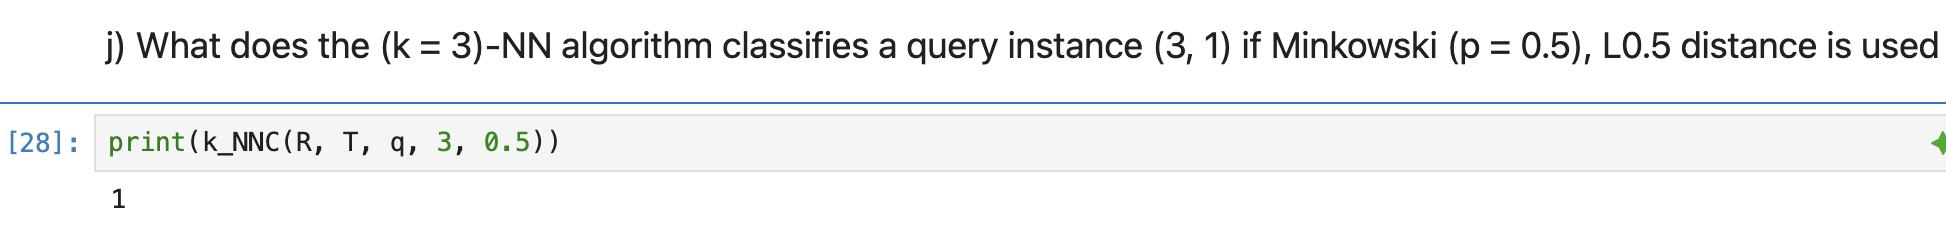 j) What does the (k = 3)-NN algorithm classifies a query instance (3, 1) if Minkowski (p = 0.5), L0.5 distance is used
[28]: print(k_NNC(R, T, q, 3, 0.5))
1